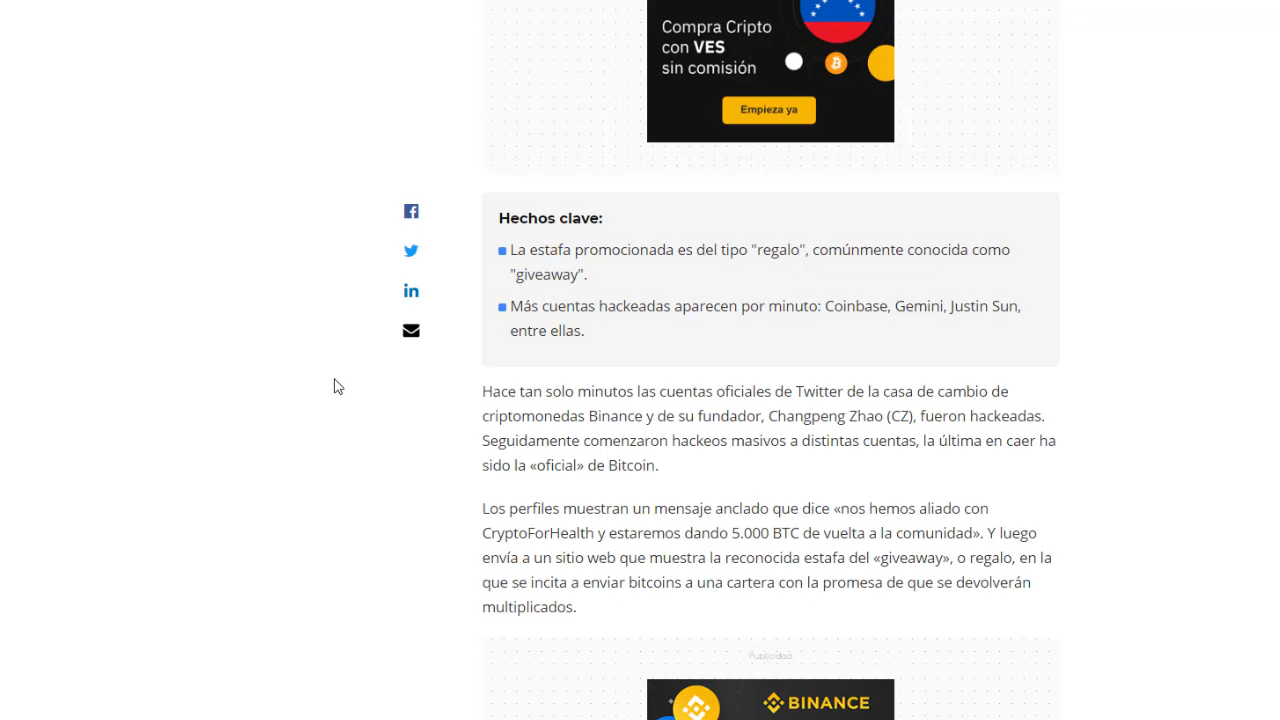 Compra Cripto
con VES
sin comisión
Empieza ya
Hechos clave:
La estafa promocionada es del tipo "regalo", comúnmente conocida como
"giveaway".
Más cuentas hackeadas aparecen por minuto: Coinbase, Gemini, Justin Sun,
entre ellas.
Hace tan solo minutos las cuentas oficiales de Twitter de la casa de cambio de
criptomonedas Binance y de su fundador, Changpeng Zhao (CZ), fueron hackeadas.
Seguidamente comenzaron hackeos masivos a distintas cuentas, la última en caer ha
sido la «oficial» de Bitcoin.
Los perfiles muestran un mensaje anclado que dice «nos hemos aliado con
CryptoForHealth y estaremos dando 5.000 BTC de vuelta a la comunidad». Y luego
envía a un sitio web que muestra la reconocida estafa del «giveaway», o regalo, en la
que se incita a enviar bitcoins a una cartera con la promesa de que se devolverán
multiplicados.
Publicidad
BINANCE